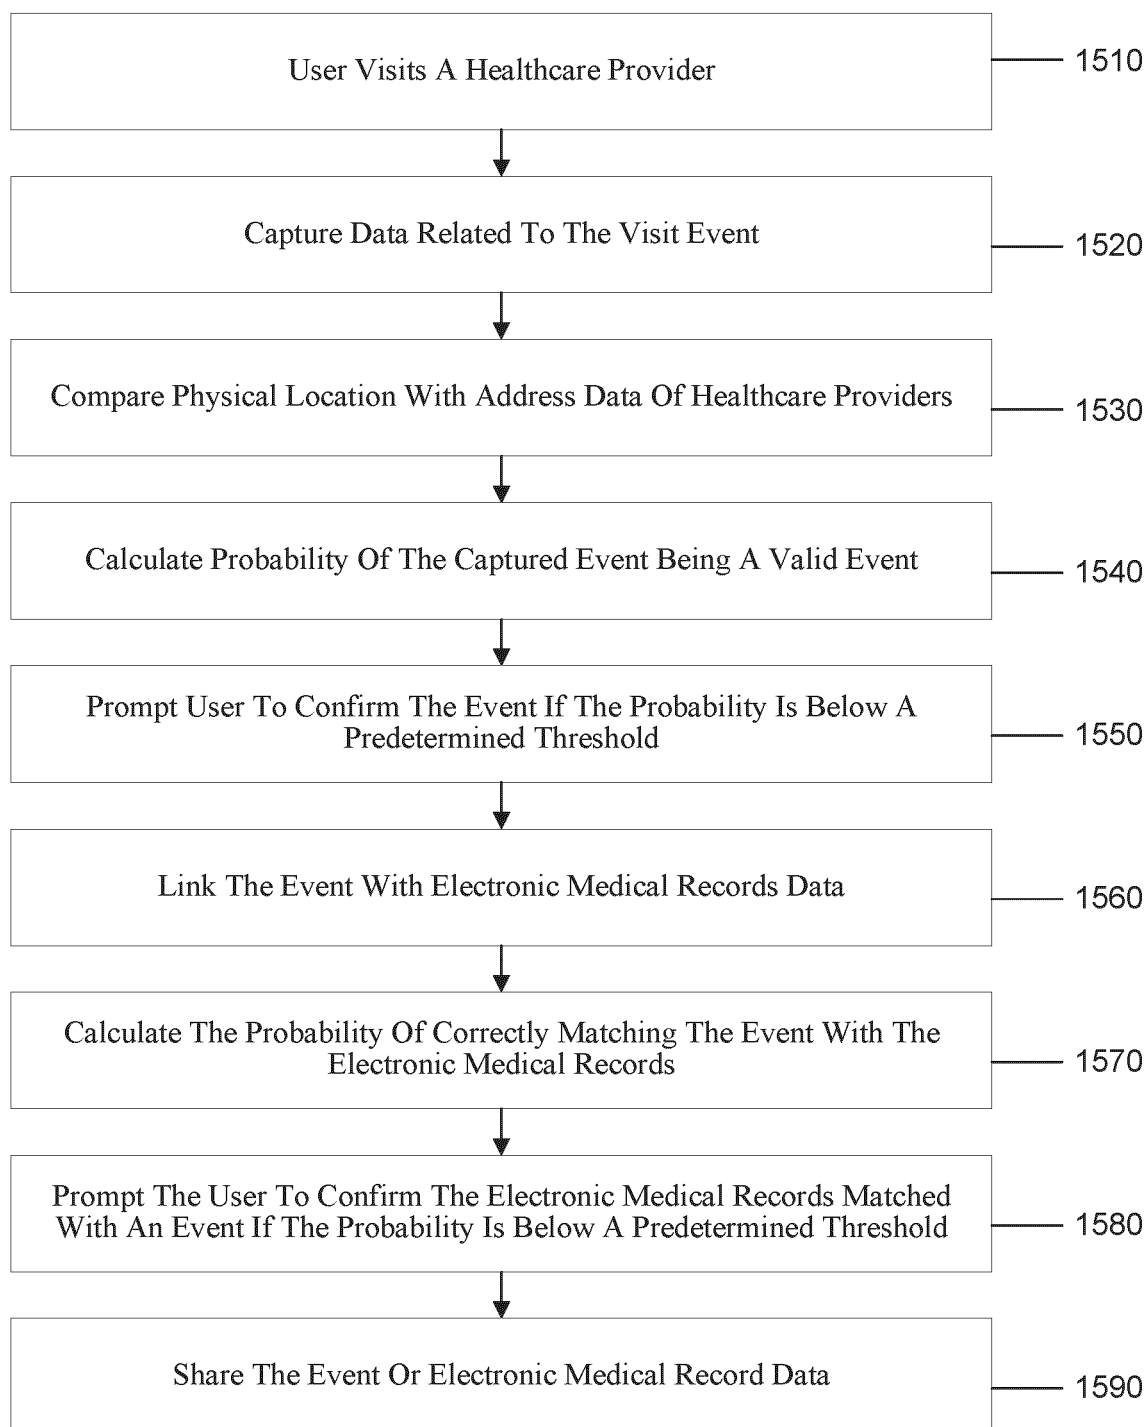 User Visits A Healthcare Provider
1510
Capture Data Related To The Visit Event
1520
Compare Physical Location With Address Data Of Healthcare Providers
1530
Calculate Probability Of The Captured Event Being A Valid Event
1540
Prompt User To Confirm The Event If The Probability Is Below A
Predetermined Threshold
1550
Link The Event With Electronic Medical Records Data
1560
Calculate The Probability Of Correctly Matching The Event With The
Electronic Medical Records
1570
Prompt The User To Confirm The Electronic Medical Records Matched
With An Event If The Probability Is Below A Predetermined Threshold
1580
Share The Event Or Electronic Medical Record Data
1590